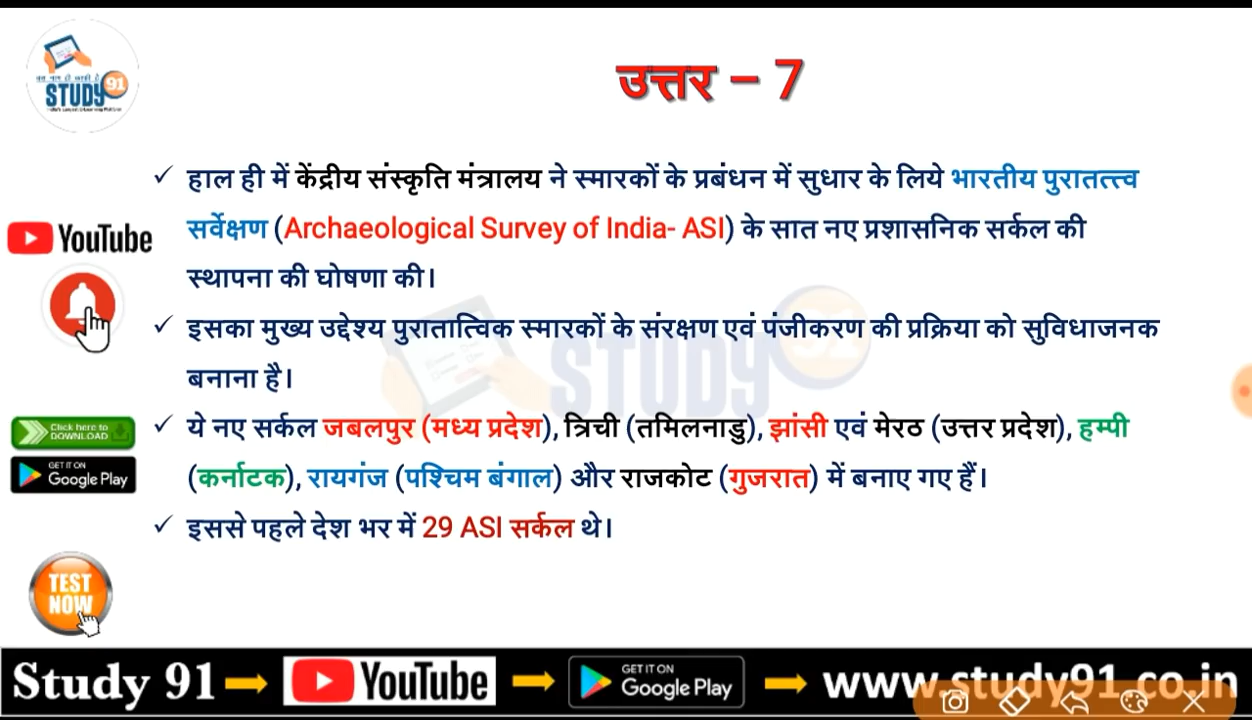 STUDY 91
उत्तर – 7
✓ हाल ही में केंद्रीय संस्कृति मंत्रालय ने स्मारकों के प्रबंधन में सुधार के लिये भारतीय पुरातत्त्व
सर्वेक्षण (Archaeological Survey of India- ASI) के सात नए प्रशासनिक सर्कल की
स्थापना की घोषणा की।
YouTube
✓ इसका मुख्य उद्देश्य पुरातात्विक स्मारकों के संरक्षण एवं पंजीकरण की प्रक्रिया को सुविधाजनक
बनाना है।
✓ ये नए सर्कल जबलपुर (मध्य प्रदेश), त्रिची (तमिलनाडु), झांसी एवं मेरठ (उत्तर प्रदेश), हम्पी
(कर्नाटक), रायगंज (पश्चिम बंगाल) और राजकोट (गुजरात) में बनाए गए हैं।
✓ इससे पहले देश भर में 29 ASI सर्कल थे।
STUDY 91
Click here to
DOWNLOAD
GET IT ON
Google Play
TEST
NOW
Study 91 YouTube GET IT ON Google Play www.study91.co.in